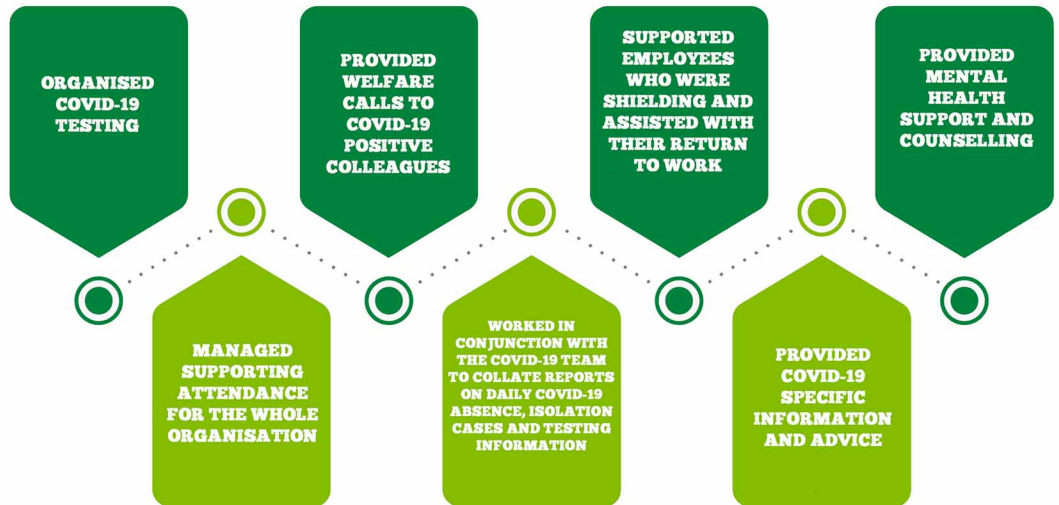 ORGANISED
COVID-19
TESTING
MANAGED
SUPPORTING
ATTENDANCE
FOR THE WHOLE
ORGANISATION
PROVIDED
WELFARE
CALLS TO
COVID-19
POSITIVE
COLLEAGUES
WORKED IN
CONJUNCTION WITH
THE COVID-19 TEAM
TO COLLATE REPORTS
ON DAILY COVID-19
ABSENCE, ISOLATION
CASES AND TESTING
INFORMATION
SUPPORTED
EMPLOYEES
WHO WERE
SHIELDING AND
ASSISTED WITH
THEIR RETURN
TO WORK
PROVIDED
COVID-19
SPECIFIC
INFORMATION
AND ADVICE
PROVIDED
MENTAL
HEALTH
SUPPORT AND
COUNSELLING